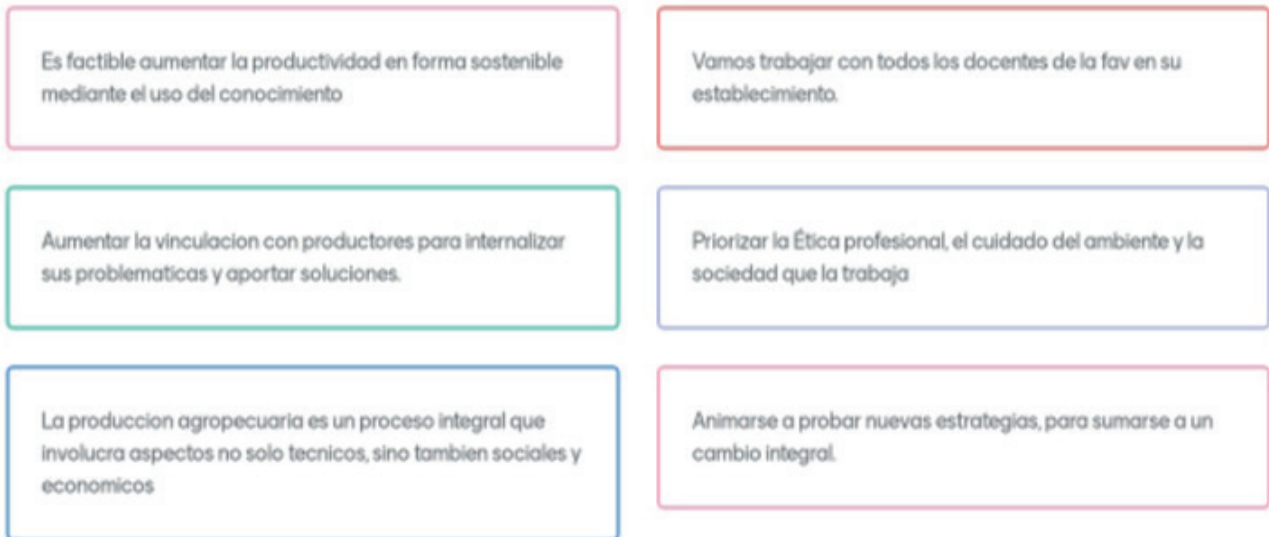 Es factible aumentar la productividad en forma sostenible
mediante el uso del conocimiento
Vamos trabajar con todos los docentes de la fav en su
establecimiento.
Aumentar la vinculacion con productores para internalizar
sus problematicas y aportar soluciones.
Priorizar la Ética profesional, el cuidado del ambiente y la
sociedad que la trabaja
La produccion agropecuaria es un proceso integral que
involucra aspectos no solo tecnicos, sino tambien sociales y
economicos
Animarse a probar nuevas estrategias, para sumarse a un
cambio integral.